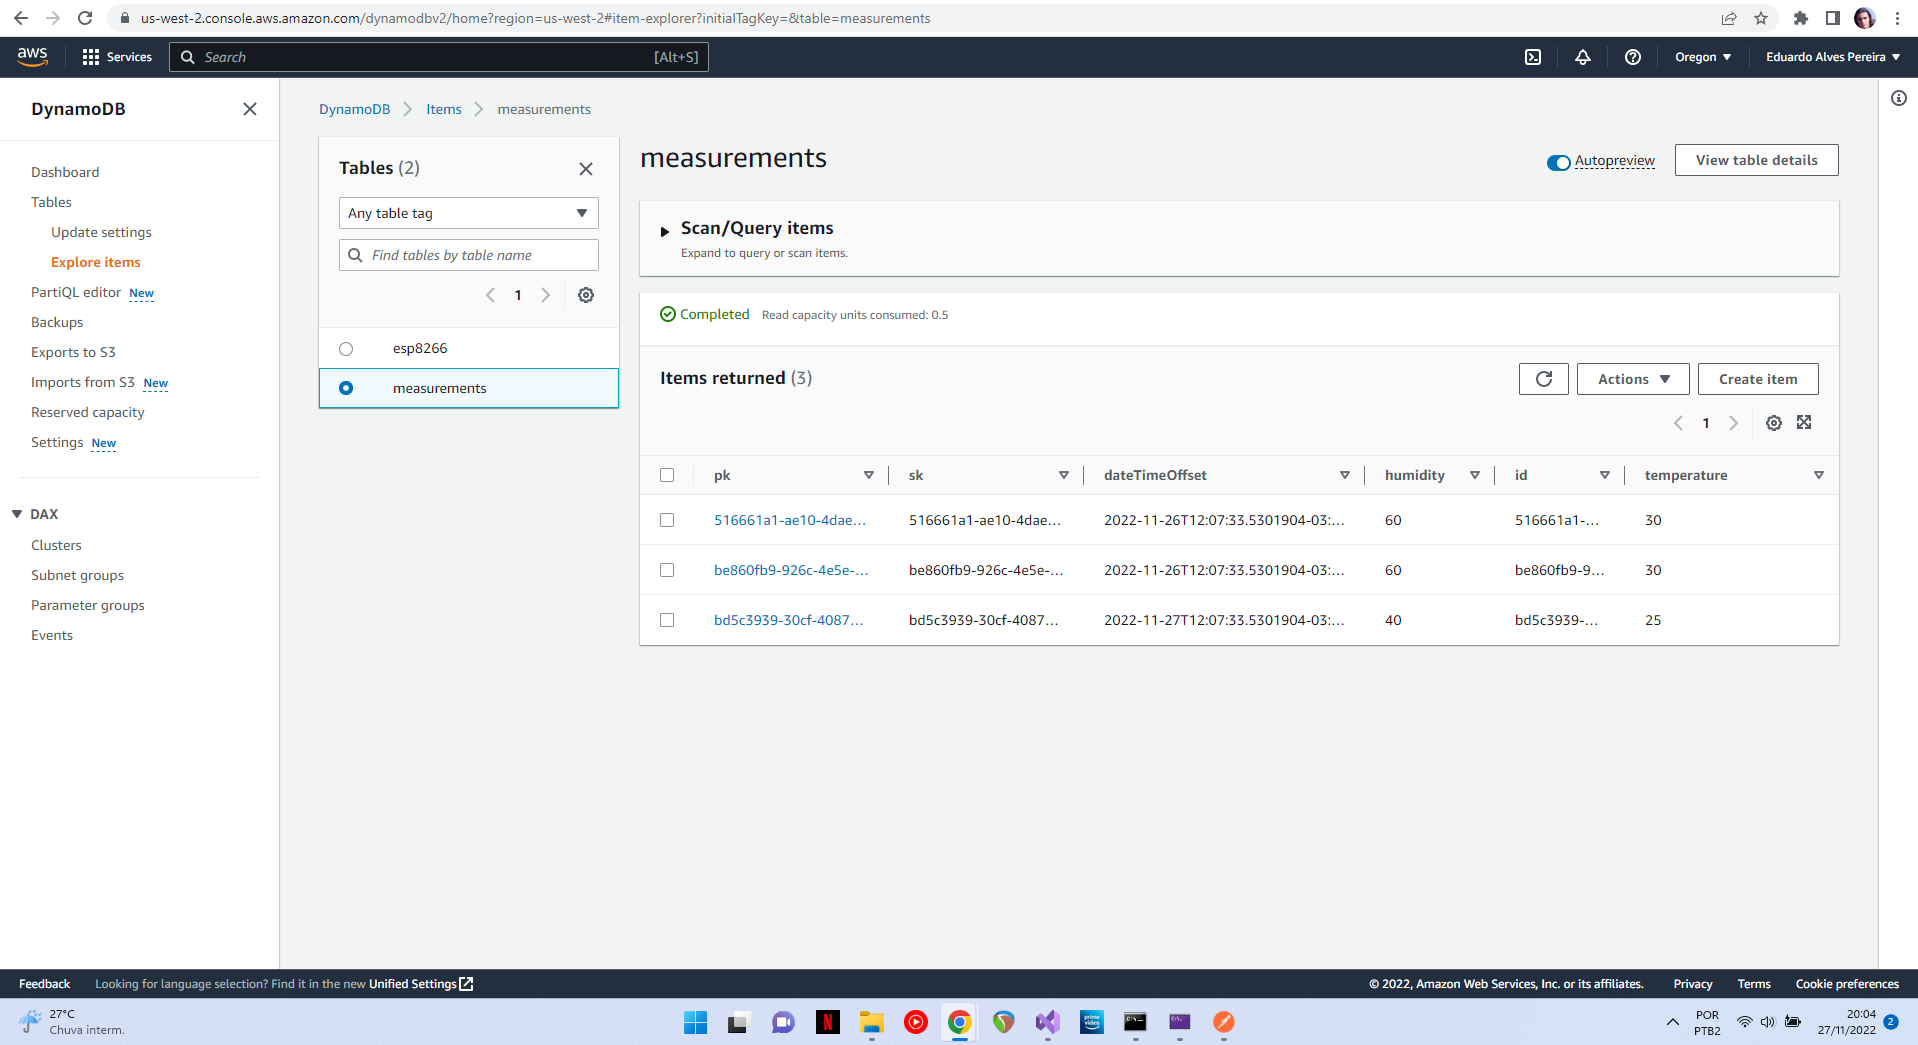 us-west-2.console.aws.amazon.com/dynamodbv2/home?region=us-west-2#item-explorer?initialTagKey=&table=measurements
aws Services Search [Alt+S] Oregon Eduardo Alves Pereira
DynamoDB
Dashboard
Tables
Update settings
Explore items
PartiQL editor New
Backups
Exports to S3
Imports from S3 New
Reserved capacity
Settings New
DAX
Clusters
Subnet groups
Parameter groups
Events
DynamoDB Items measurements
Tables (2)
Any table tag
Find tables by table name
1
esp8266
measurements
measurements
Autopreview View table details
Scan/Query items
Expand to query or scan items.
Completed Read capacity units consumed: 0.5
Items returned (3)
Actions Create item
1
pk sk dateTimeOffset humidity id temperature
516661a1-ae10-4dae... 516661a1-ae10-4dae... 2022-11-26T12:07:33.5301904-03:... 60 516661a1-... 30
be860fb9-926c-4e5e-... be860fb9-926c-4e5e-... 2022-11-26T12:07:33.5301904-03:... 60 be860fb9-9... 30
bd5c3939-30cf-4087... bd5c3939-30cf-4087... 2022-11-27T12:07:33.5301904-03:... 40 bd5c3939-... 25
Feedback Looking for language selection? Find it in the new Unified Settings © 2022, Amazon Web Services, Inc. or its affiliates. Privacy Terms Cookie preferences
27°C
Chuva interm.
prime video
POR
PTB2
20:04
27/11/2022
2